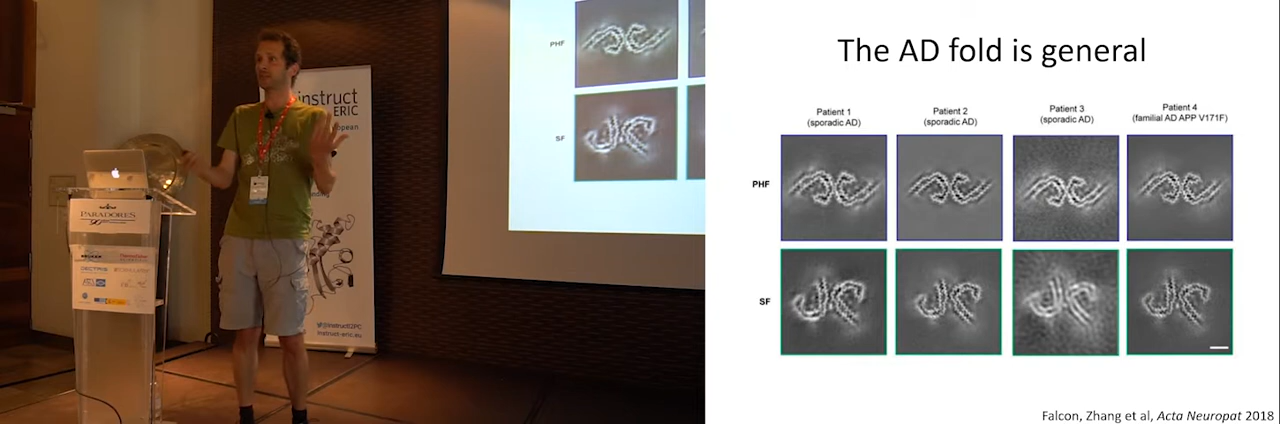 PHF
SF
instruct
ERIC
@instruct2PC
instruct-eric.eu
PARADORES
The AD fold is general
Patient 1
(sporadic AD)
Patient 2
(sporadic AD)
Patient 3
(sporadic AD)
Patient 4
(familial AD APP V171F)
PHF
SF
Falcon, Zhang et al, Acta Neuropat 2018